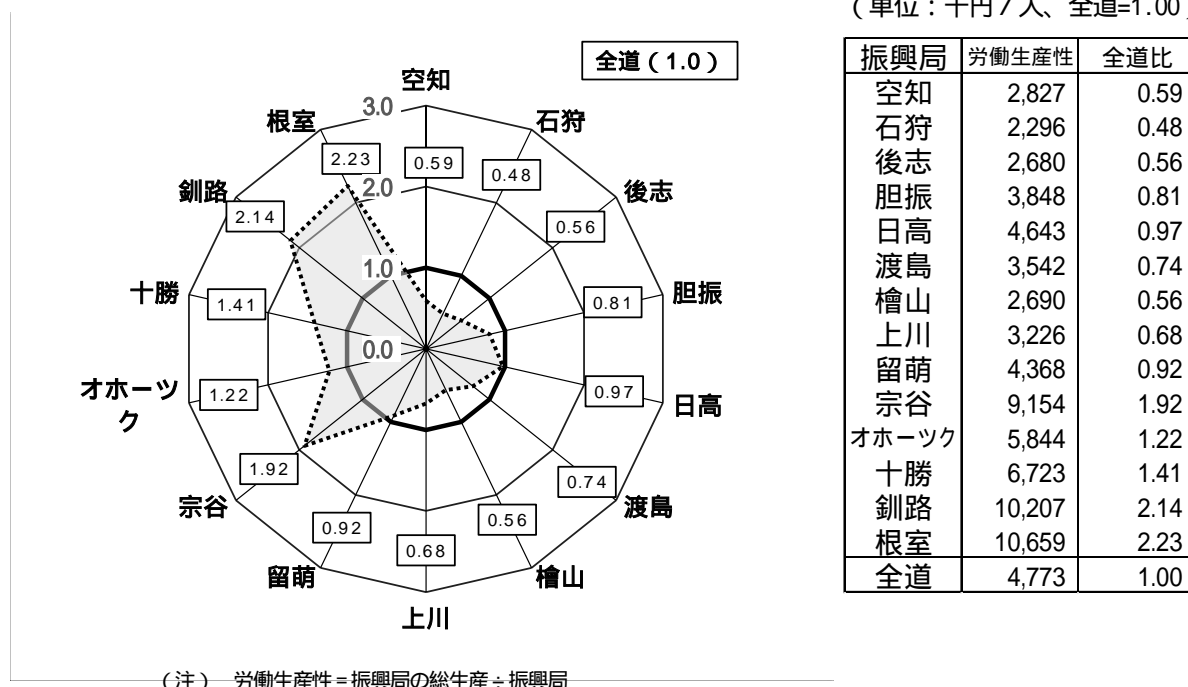 （単位：千円／人、全道=1.00）
全道（1.0）
空知
石狩
後志
胆振
日高
渡島
檜山
上川
留萌
宗谷
オホーツ
ク
十勝
釧路
根室
3.0
2.0
1.0
0.0
0.59
0.48
0.56
0.81
0.97
0.74
0.56
0.68
0.92
1.92
1.22
1.41
2.14
2.23
振興局 労働生産性 全道比
空知 2,827 0.59
石狩 2,296 0.48
後志 2,680 0.56
胆振 3,848 0.81
日高 4,643 0.97
渡島 3,542 0.74
檜山 2,690 0.56
上川 3,226 0.68
留萌 4,368 0.92
宗谷 9,154 1.92
オホーツク 5,844 1.22
十勝 6,723 1.41
釧路 10,207 2.14
根室 10,659 2.23
全道 4,773 1.00
（注） 労働生産性＝振興局の総生産÷振興局